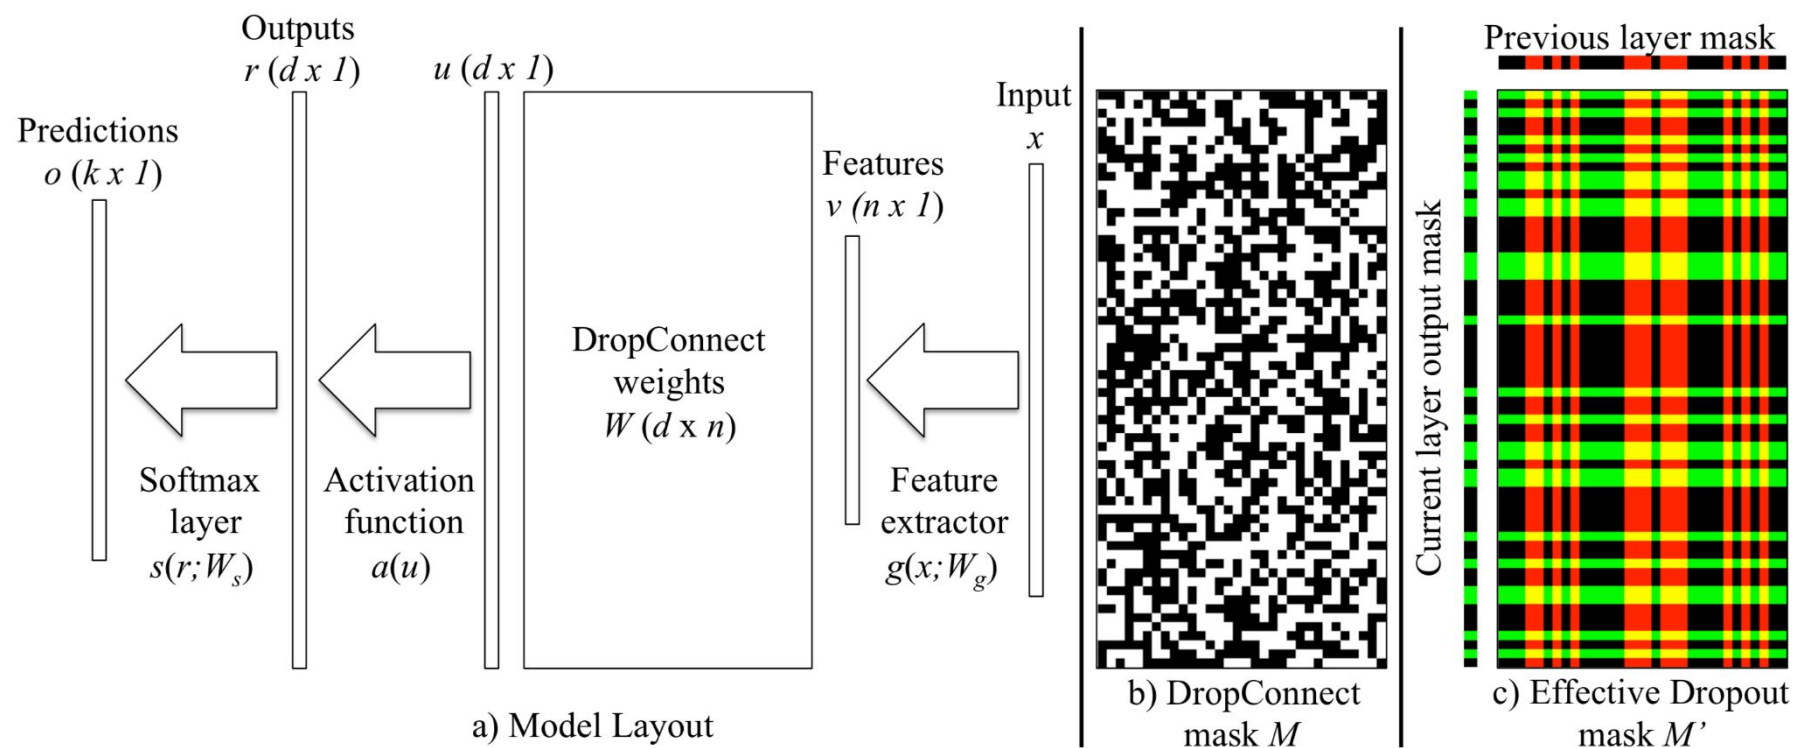 Predictions
o (k x 1)
Outputs
r (d x 1)
u (d x 1)
DropConnect
weights
W (d x n)
Features
v (n x 1)
Input
x
Softmax
layer
s(r;Wₛ)
Activation
function
a(u)
Feature
extractor
g(x;W_g)
a) Model Layout
b) DropConnect
mask M
Previous layer mask
Current layer output mask
c) Effective Dropout
mask M’